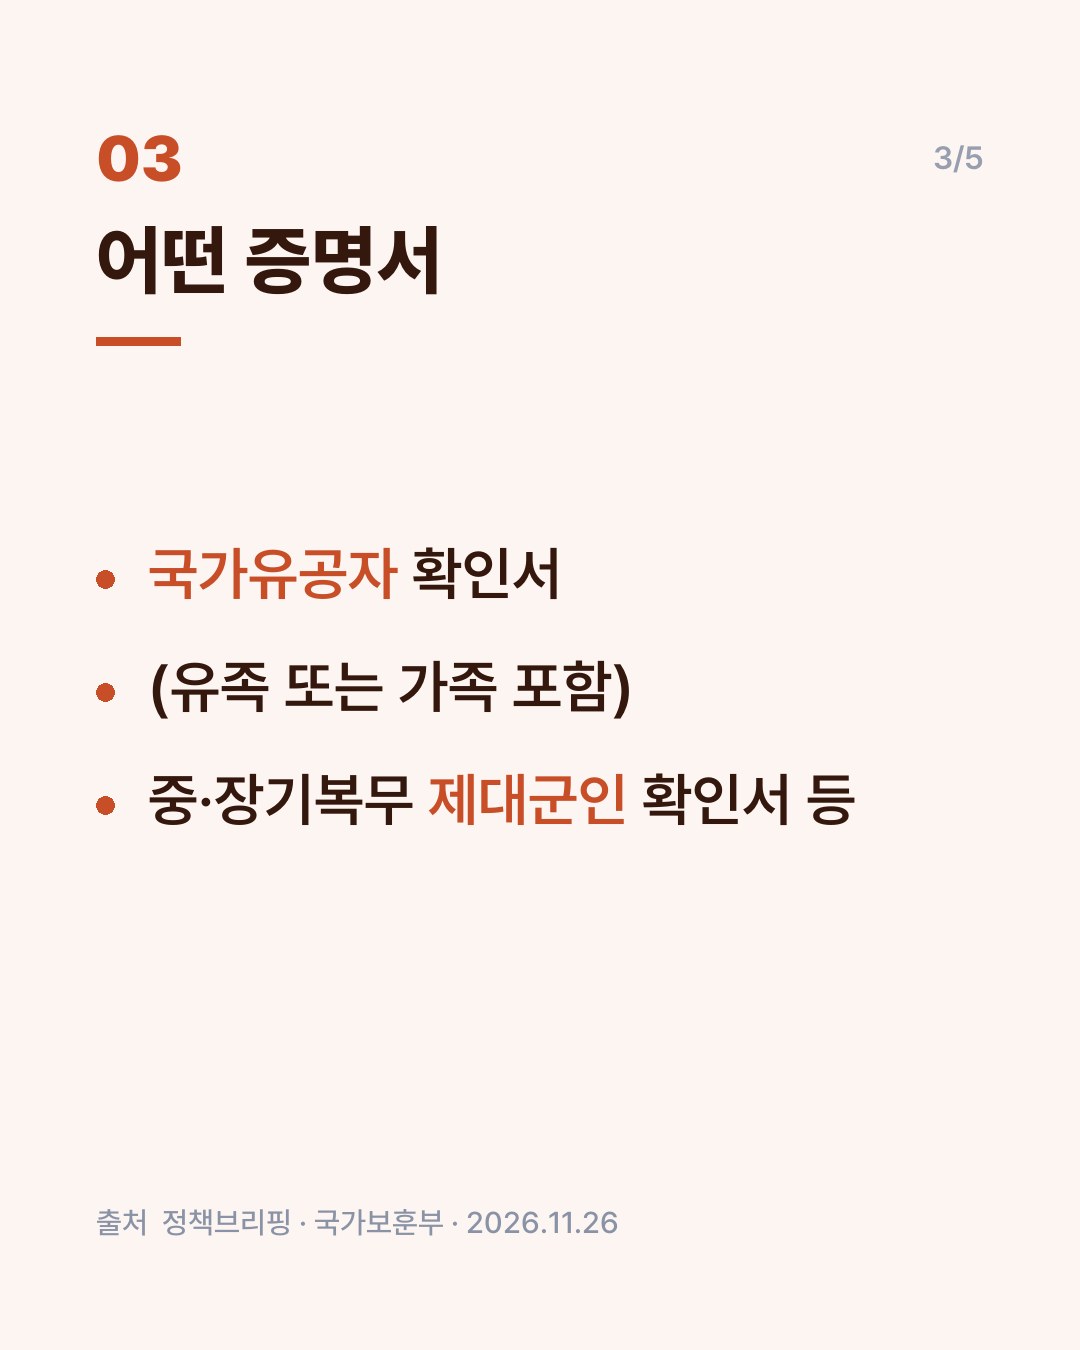 03
3/5
어떤 증명서
• 국가유공자 확인서
• (유족 또는 가족 포함)
• 중·장기복무 제대군인 확인서 등
출처 정책브리핑 · 국가보훈부 · 2026.11.26